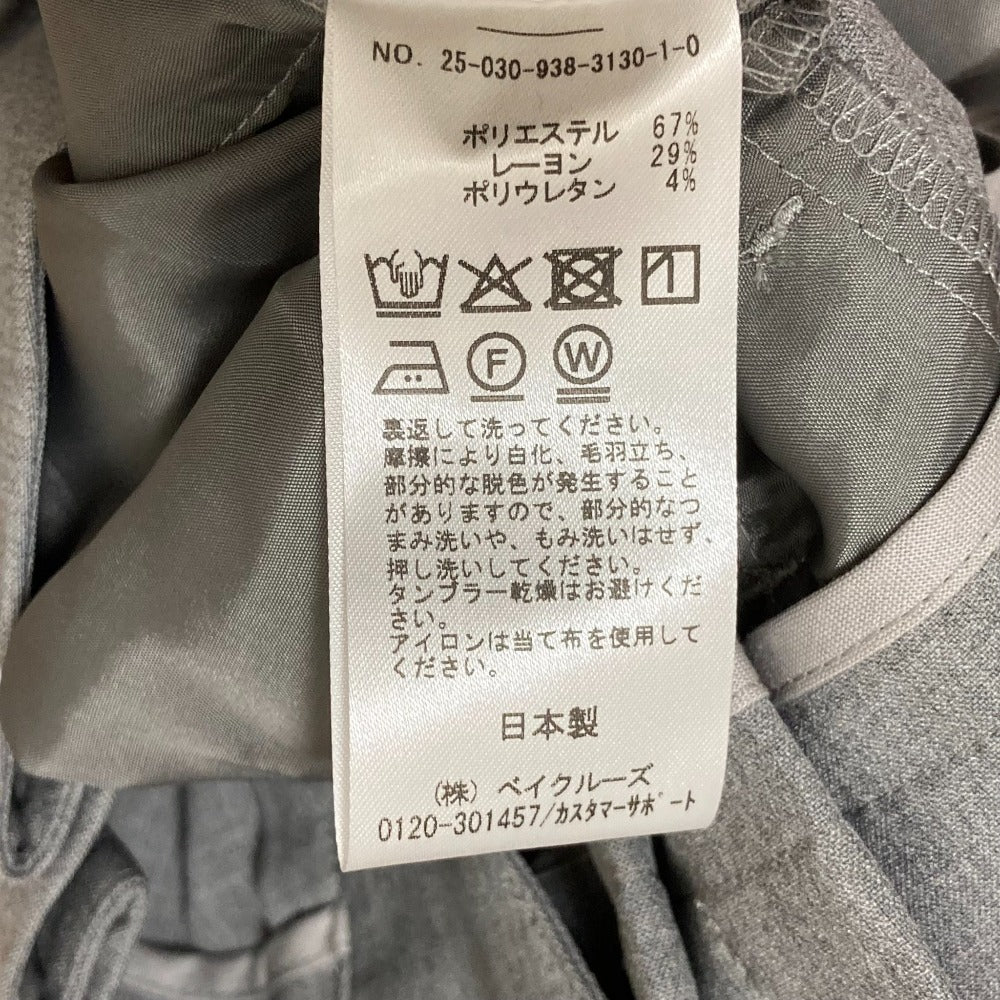 NO. 25-030-938-3130-1-0
ポリエステル 67%
レーヨン 29%
ポリウレタン 4%
F W
裏返して洗ってください。
摩擦により白化、毛羽立ち、
部分的な脱色が発生すること
がありますので、部分的なつ
まみ洗いや、もみ洗いはせず、
押し洗いしてください。
タンブラー乾燥はお避けくだ
さい。
アイロンは当て布を使用して
ください。
日本製
(株) ベイクルーズ
0120-301457/カスタマーサポート